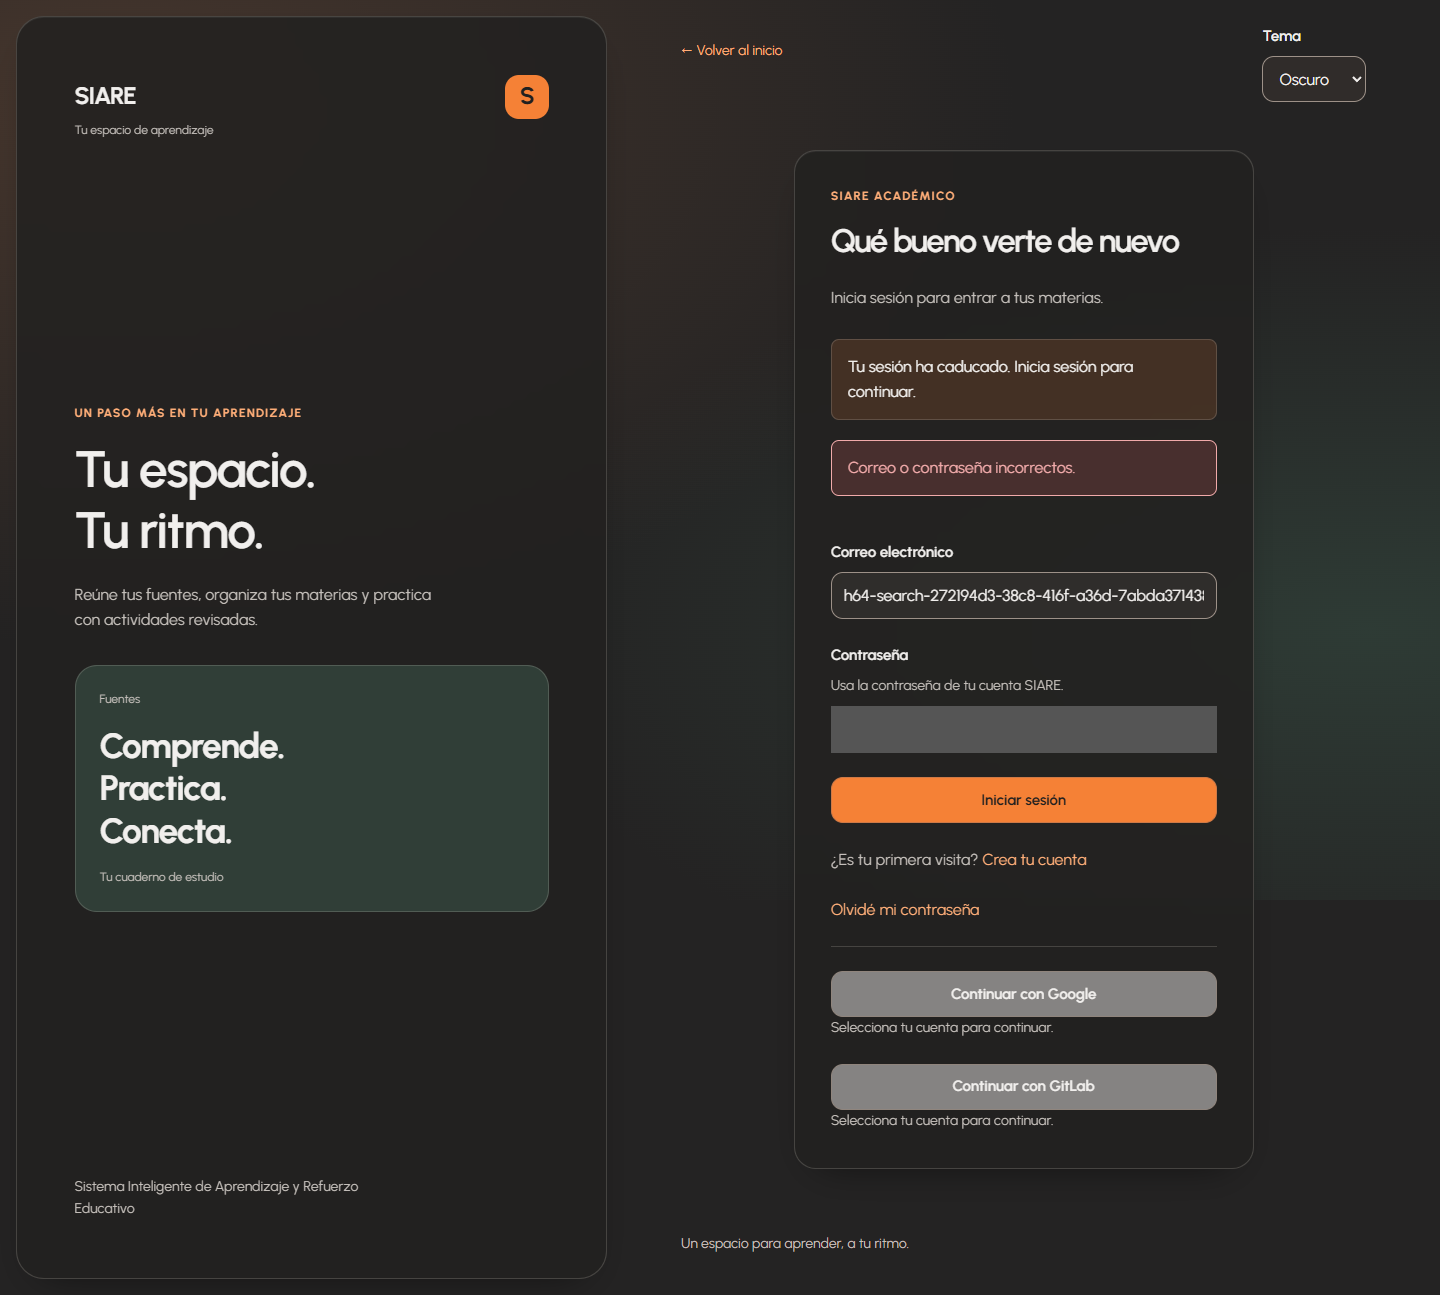 SIARE
S
Tu espacio de aprendizaje
UN PASO MÁS EN TU APRENDIZAJE
Tu espacio.
Tu ritmo.
Reúne tus fuentes, organiza tus materias y practica
con actividades revisadas.
Fuentes
Comprende.
Practica.
Conecta.
Tu cuaderno de estudio
Sistema Inteligente de Aprendizaje y Refuerzo
Educativo
← Volver al inicio
Tema
Oscuro
SIARE ACADÉMICO
Qué bueno verte de nuevo
Inicia sesión para entrar a tus materias.
Tu sesión ha caducado. Inicia sesión para
continuar.
Correo o contraseña incorrectos.
Correo electrónico
h64-search-272194d3-38c8-416f-a36d-7abda37143
Contraseña
Usa la contraseña de tu cuenta SIARE.
Iniciar sesión
¿Es tu primera visita? Crea tu cuenta
Olvidé mi contraseña
Continuar con Google
Selecciona tu cuenta para continuar.
Continuar con GitLab
Selecciona tu cuenta para continuar.
Un espacio para aprender, a tu ritmo.